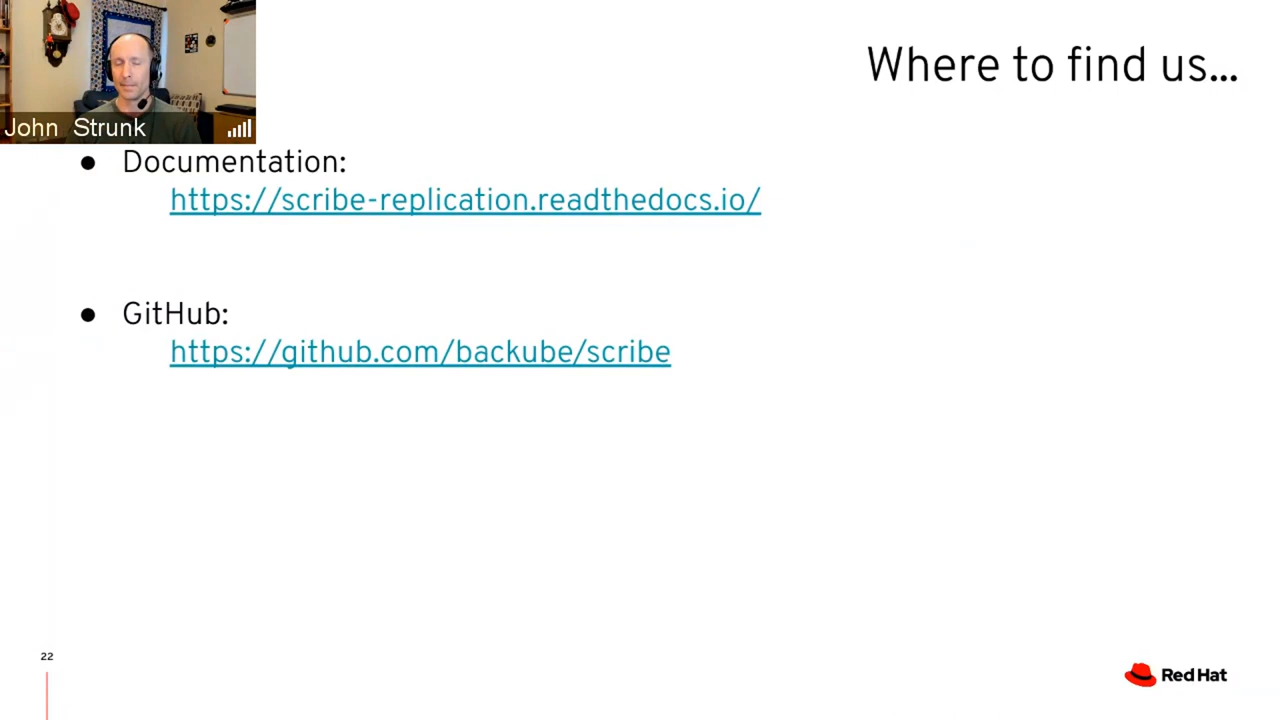 Where to find us...
John Strunk
● Documentation:
https://scribe-replication.readthedocs.io/
● GitHub:
https://github.com/backube/scribe
22
Red Hat